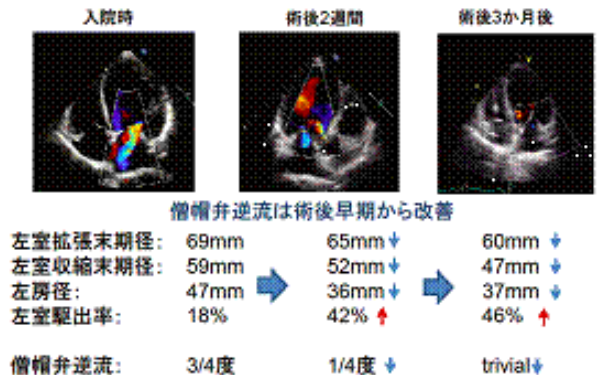 入院時 術後2週間 術後3か月後
僧帽弁逆流は術後早期から改善
左室拡張末期径: 69mm 65mm 60mm
左室収縮末期径: 59mm 52mm 47mm
左房径: 47mm 36mm 37mm
左室駆出率: 18% 42% 46%
僧帽弁逆流: 3/4度 1/4度 trivial